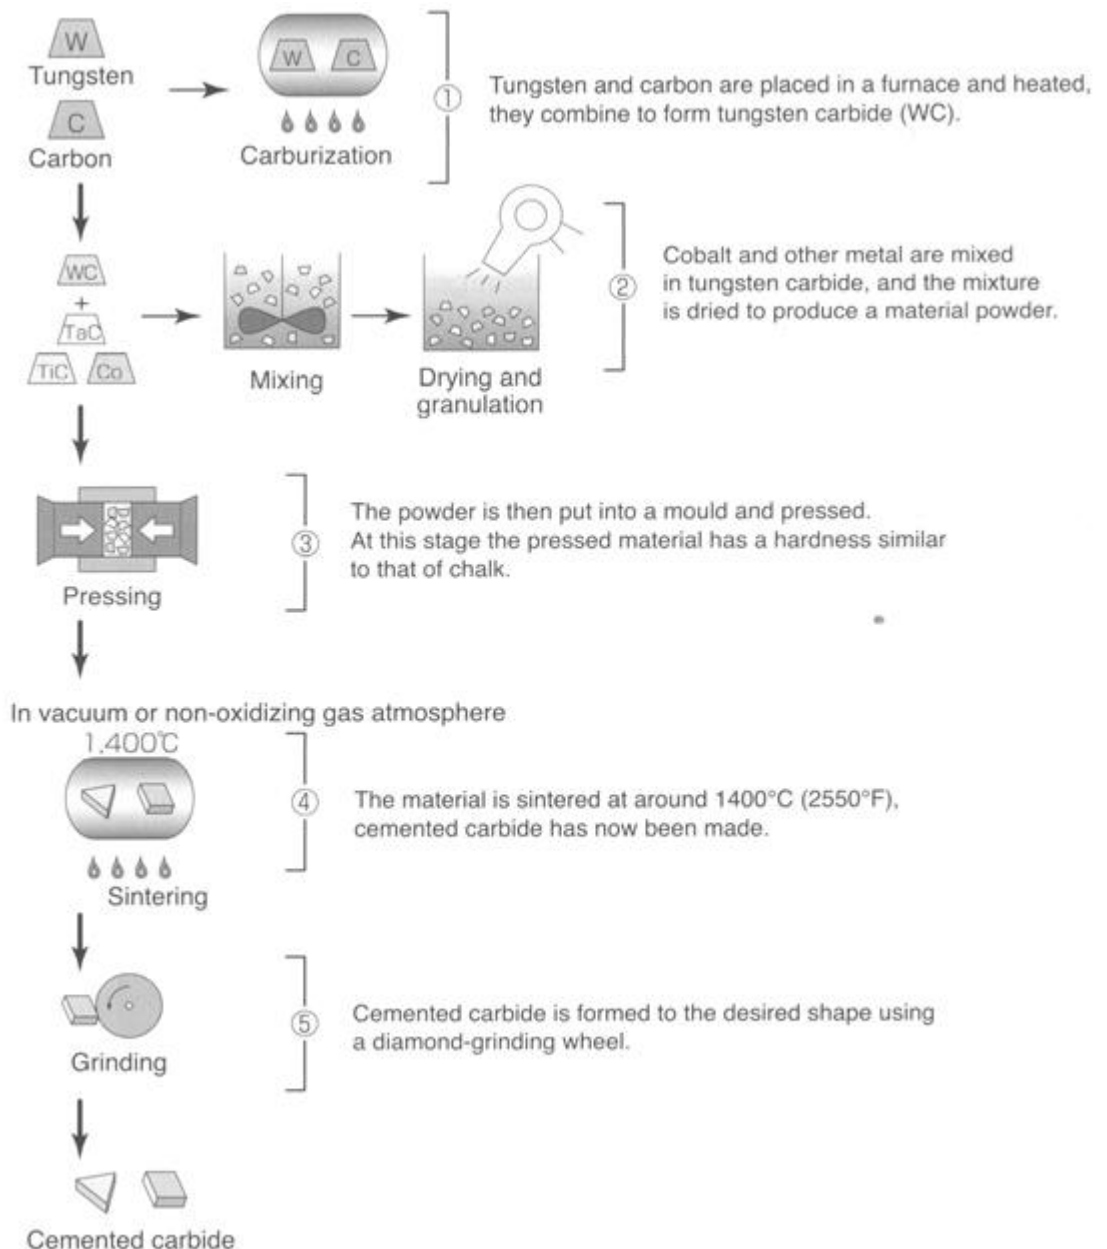 W
Tungsten
C
Carbon
W C
Carburization
①
Tungsten and carbon are placed in a furnace and heated,
they combine to form tungsten carbide (WC).
WC
+
TaC
TiC Co
Mixing
Drying and
granulation
②
Cobalt and other metal are mixed
in tungsten carbide, and the mixture
is dried to produce a material powder.
Pressing
③
The powder is then put into a mould and pressed.
At this stage the pressed material has a hardness similar
to that of chalk.
In vacuum or non-oxidizing gas atmosphere
1,400℃
Sintering
④
The material is sintered at around 1400°C (2550°F),
cemented carbide has now been made.
Grinding
⑤
Cemented carbide is formed to the desired shape using
a diamond-grinding wheel.
Cemented carbide